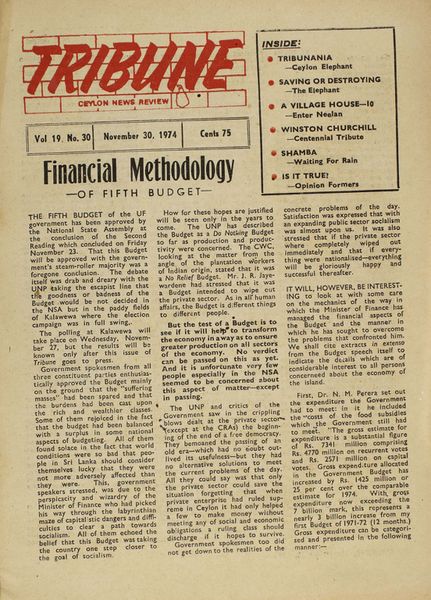 TRIBUNE
CEYLON NEWS REVIEW
Vol 19 No. 30
November 30, 1974
Cents 75
INSIDE:
TRIBUNANIA
—Ceylon Elephant
SAVING OR DESTROYING
—The Elephant
A VILLAGE HOUSE—10
—Enter Neelan
WINSTON CHURCHILL
—Centennial Tribute
SHAMBA
—Waiting For Rain
IS IT TRUE?
—Opinion Formers
Financial Methodology
—OF FIFTH BUDGET—
THE FIFTH BUDGET of the UF
government has been approved by
the National State Assembly at
the conclusion of the Second
Reading which concluded on Friday
November 23. That this Budget
will be approved with the govern-
ment's steam-roller majority was a
foregone conclusion. The debate
itself was drab and dreary with the
UNP taking the escapist line that
the goodness or badness of the
Budget would be not decided in
the NSA but in the paddy fields
of Kalawewa where the election
campaign was in full swing.
The polling at Kalawewa will
take place on Wednesday, Novem-
ber 27, but the results will be
known only after this issue of
Tribune goes to press.
Government spokesmen from all
three constituent parties enthusias-
tically approved the Budget mainly
on the ground that the "suffering
masses" had been spared and that
the burdens had been cast upon
the rich and wealthier classes.
Some of them rejoiced in the fact
that the budget had been balanced
with a surplus in some national
aspects of budgeting. All of them
found solace in the fact that world
conditions were so bad that peo-
ple in Sri Lanka should consider
themselves lucky that they were
not more adversely affected than
they were. This, government
speakers stressed, was due to the
perspicacity and wizardry of the
Minister of Finance who had picked
his way through the labyrinthian
maze of capitalistic dangers and diffi-
culties to clear a path towards
socialism. All of them echoed the
belief that this Budget was taking
the country one step closer to
the goal of socialism.
How for these hopes are justified
will be seen only in the years to
come. The UNP has described
the Budget as a Do Nothing Budget
so far as production and produc-
tivity were concerned. The CWC,
looking at the matter from the
angle of the plantation workers
of Indian origin, stated that it was
a No Relief Budget. Mr. J. R. Jaye-
wardene had stressed that it was
a Budget intended to wipe out
the private sector. As in all human
affairs, the Budget is different things
to different people.
But the test of a Budget is to
see if it will help to transform
the economy in a way as to ensure
greater production on all sectors
of the economy. No verdict
can be passed on this as yet.
And it is unfortunate very few
people especially in the NSA
seemed to be concerned about
this aspect of matter—except
in passing.
The UNP and critics of the
Government saw in the crippling
blows dealt at the private sector
(except at the CRAs) the beginn-
ing of the end of a free democracy.
They bemoaned the passing of an
old era—which had no doubt out-
lived its usefulness—but they had
no alternative solutions to meet
the current problems of the day.
All they could say was that only
the private sector could save the
situation forgetting that when
private enterprise had ruled sup-
reme in Ceylon it had only helped
a few to make money without
meeting any of social and economic
obligations a ruling class should
discharge if it hopes to survive.
Government spokesmen too did
not get down to the realities of the
concrete problems of the day.
Satisfaction was expressed that with
an expanding public sector socialism
was almost upon us. It was also
stressed that if the private sector
where completely wiped out
immediately and that if every-
thing were nationalised—everything
will be gloriously happy and
successful thereafter.
IT WILL, HOWEVER, BE INTEREST-
ING to look at with some care
on the mechanics of the way in
which the Minister of Finance has
managed the financial aspects of
the Budget and the manner in
which he has sought to overcome
the problems that confronted him.
We shall cite extracts in extenso
from the Budget speech itself to
indicate the details which are of
considerable interest to all persons
concerned about the economy of
the island.
First, Dr. N. M. Perera set out
the expenditure the Government
had to meet: in it he included
the costs of the food subsidies
which the Government still had
to meet. "The gross estimate for
expenditure is a substantial figure
of Rs. 7341 million comprising
Rs. 4770 million on recurrent votes
and Rs. 2571 million on capital
votes. Gross expenditure allocated
in the Government Budget has
increased by Rs. 1425 million or
25 per cent. over the comparable
estimate for 1974. With, gross
expenditure now exceeding the
7 billion mark, this represents a
nearly 3 billion increase from my
first Budget of 1971-72 (12 months.)
Gross expenditure can be categori-
sed and presented in the following
manner:—